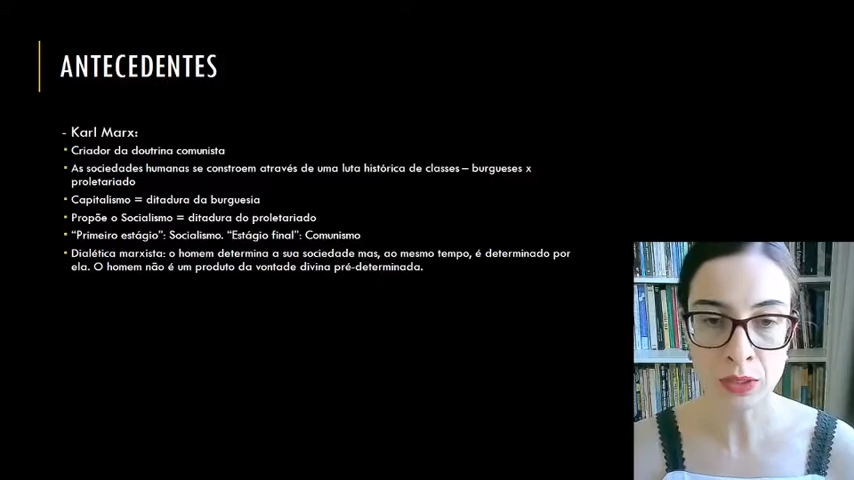 ANTECEDENTES
- Karl Marx:
▪ Criador da doutrina comunista
▪ As sociedades humanas se constroem através de uma luta histórica de classes – burgueses x
proletariado
▪ Capitalismo = ditadura da burguesia
▪ Propõe o Socialismo = ditadura do proletariado
▪ “Primeiro estágio”: Socialismo. “Estágio final”: Comunismo
▪ Dialética marxista: o homem determina a sua sociedade mas, ao mesmo tempo, é determinado por
ela. O homem não é um produto da vontade divina pré-determinada.